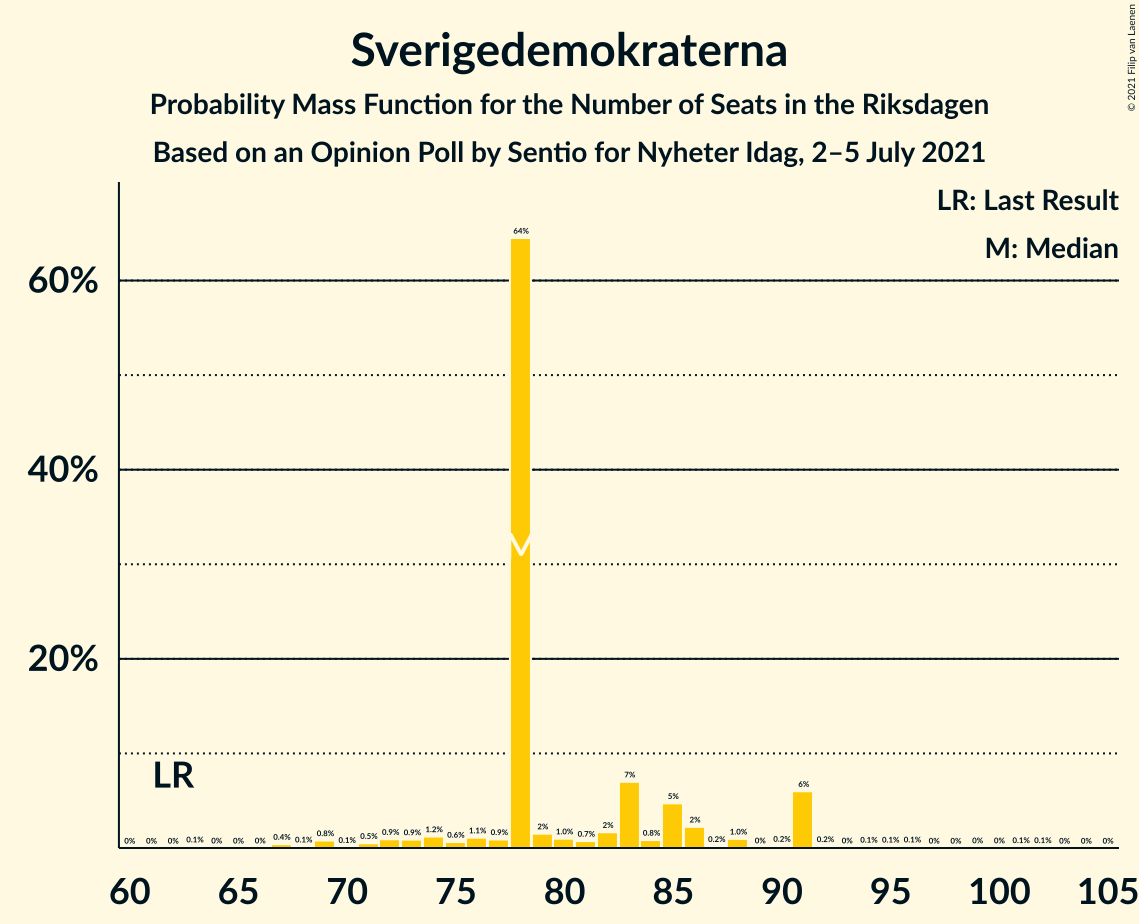 Sverigedemokraterna
Probability Mass Function for the Number of Seats in the Riksdagen
Based on an Opinion Poll by Sentio for Nyheter Idag, 2–5 July 2021
© 2021 Filip van Laenen
LR: Last Result
M: Median
60%
40%
20%
LR
M
0% 0% 0% 0.1% 0% 0% 0% 0.4% 0.1% 0.8% 0.1% 0.5% 0.9% 0.9% 1.2% 0.6% 1.1% 0.9% 64% 2% 1.0% 0.7% 2% 7% 0.8% 5% 2% 0.2% 1.0% 0% 0.2% 6% 0.2% 0% 0.1% 0.1% 0.1% 0% 0% 0% 0% 0.1% 0.1% 0% 0% 0%
60 65 70 75 80 85 90 95 100 105